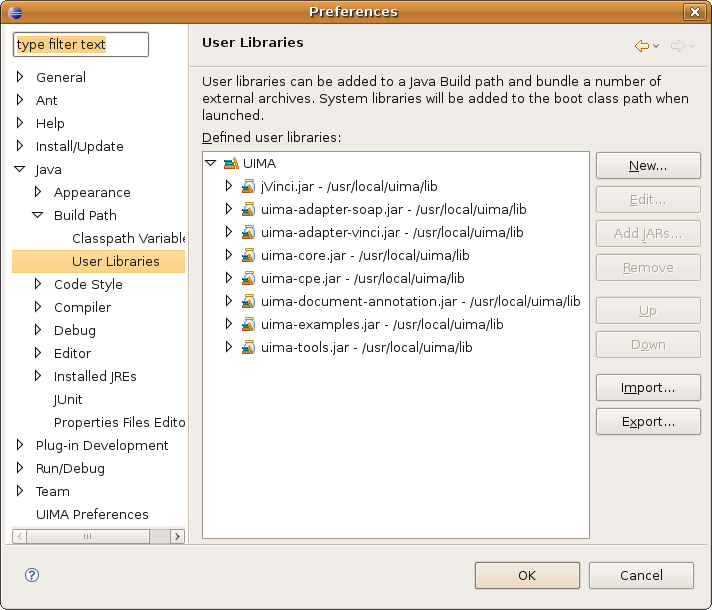 Preferences
type filter text
General
Ant
Help
Install/Update
Java
Appearance
Build Path
Classpath Variable
User Libraries
Code Style
Compiler
Debug
Editor
Installed JREs
JUnit
Properties Files Edito
Plug-in Development
Run/Debug
Team
UIMA Preferences
User Libraries
User libraries can be added to a Java Build path and bundle a number of
external archives. System libraries will be added to the boot class path when
launched.
Defined user libraries:
UIMA
jVinci.jar - /usr/local/uima/lib
uima-adapter-soap.jar - /usr/local/uima/lib
uima-adapter-vinci.jar - /usr/local/uima/lib
uima-core.jar - /usr/local/uima/lib
uima-cpe.jar - /usr/local/uima/lib
uima-document-annotation.jar - /usr/local/uima/lib
uima-examples.jar - /usr/local/uima/lib
uima-tools.jar - /usr/local/uima/lib
New...
Edit...
Add JARs...
Remove
Up
Down
Import...
Export...
?
OK
Cancel